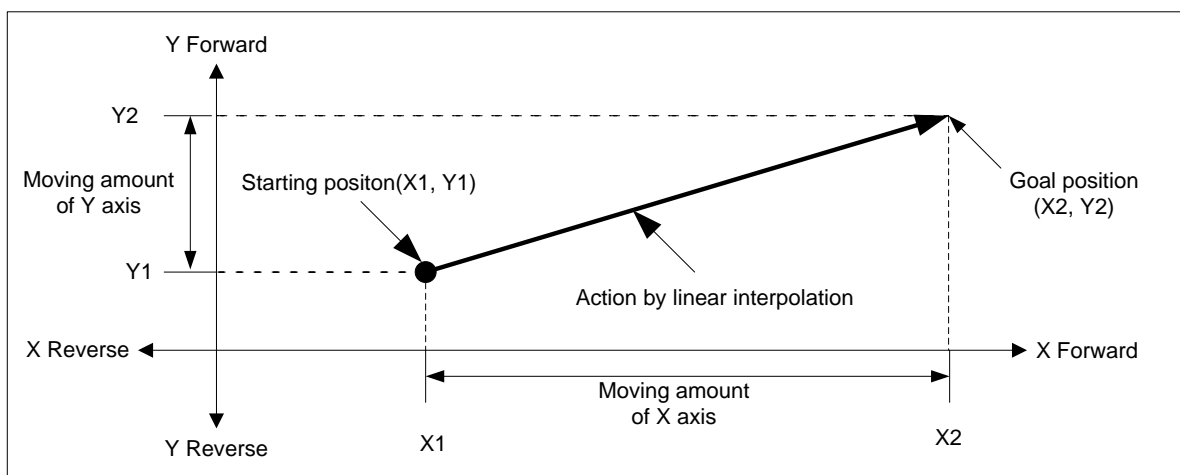 Y Forward
Y2
Moving amount
of Y axis
Starting positon(X1, Y1)
Goal position
(X2, Y2)
Y1
Action by linear interpolation
X Reverse
X Forward
Moving amount
of X axis
Y Reverse
X1
X2